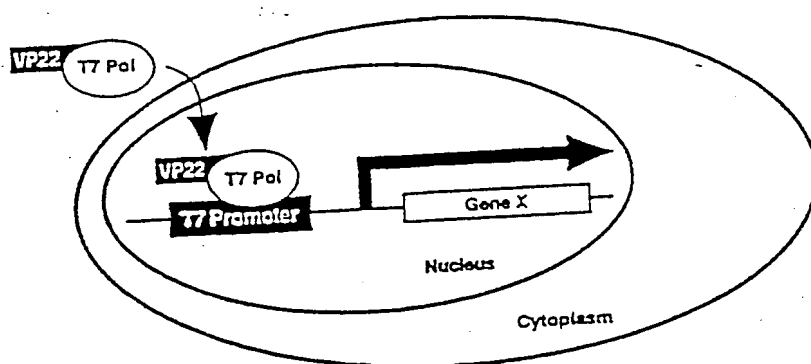 VP22
T7 Pol
VP22
T7 Pol
T7 Promoter
Gene X
Nucleus
Cytoplasm